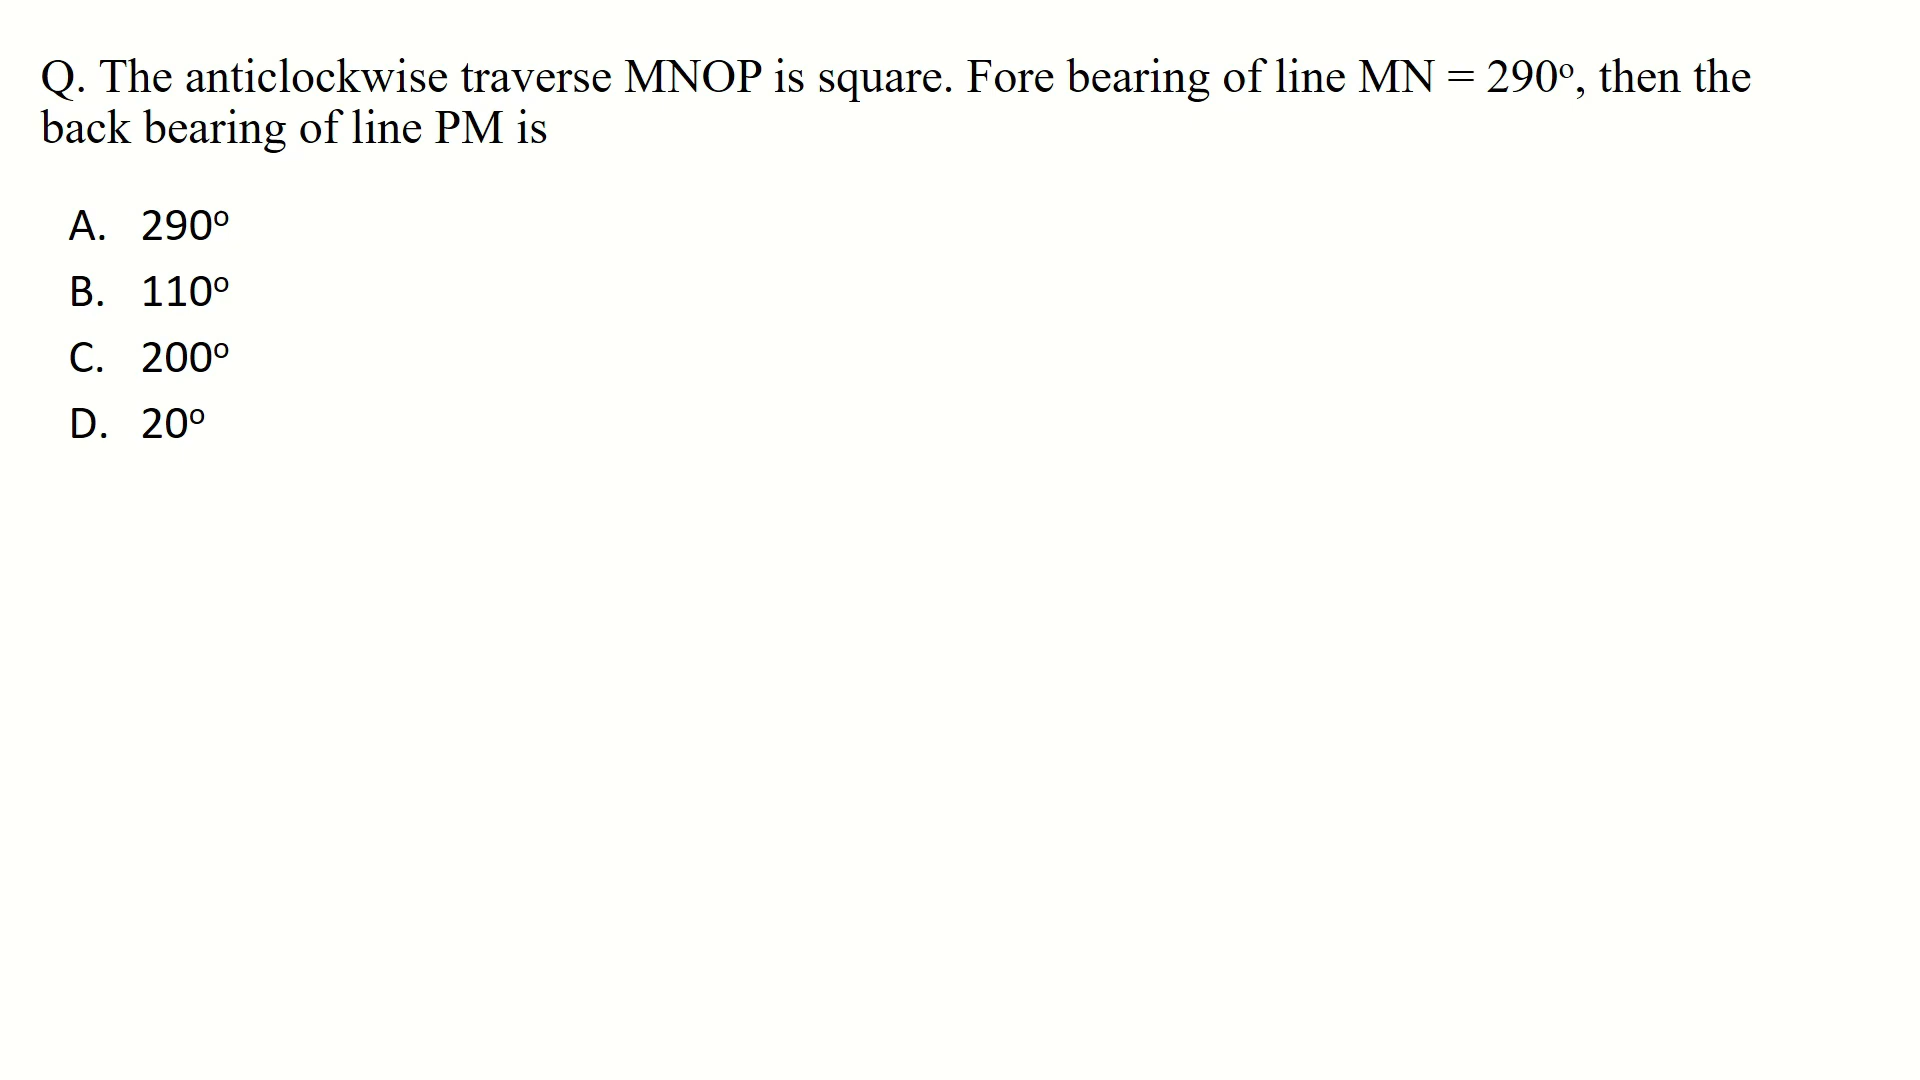 Q. The anticlockwise traverse MNOP is square. Fore bearing of line MN = 290º, then the
back bearing of line PM is
A. 290º
B. 110º
C. 200º
D. 20º